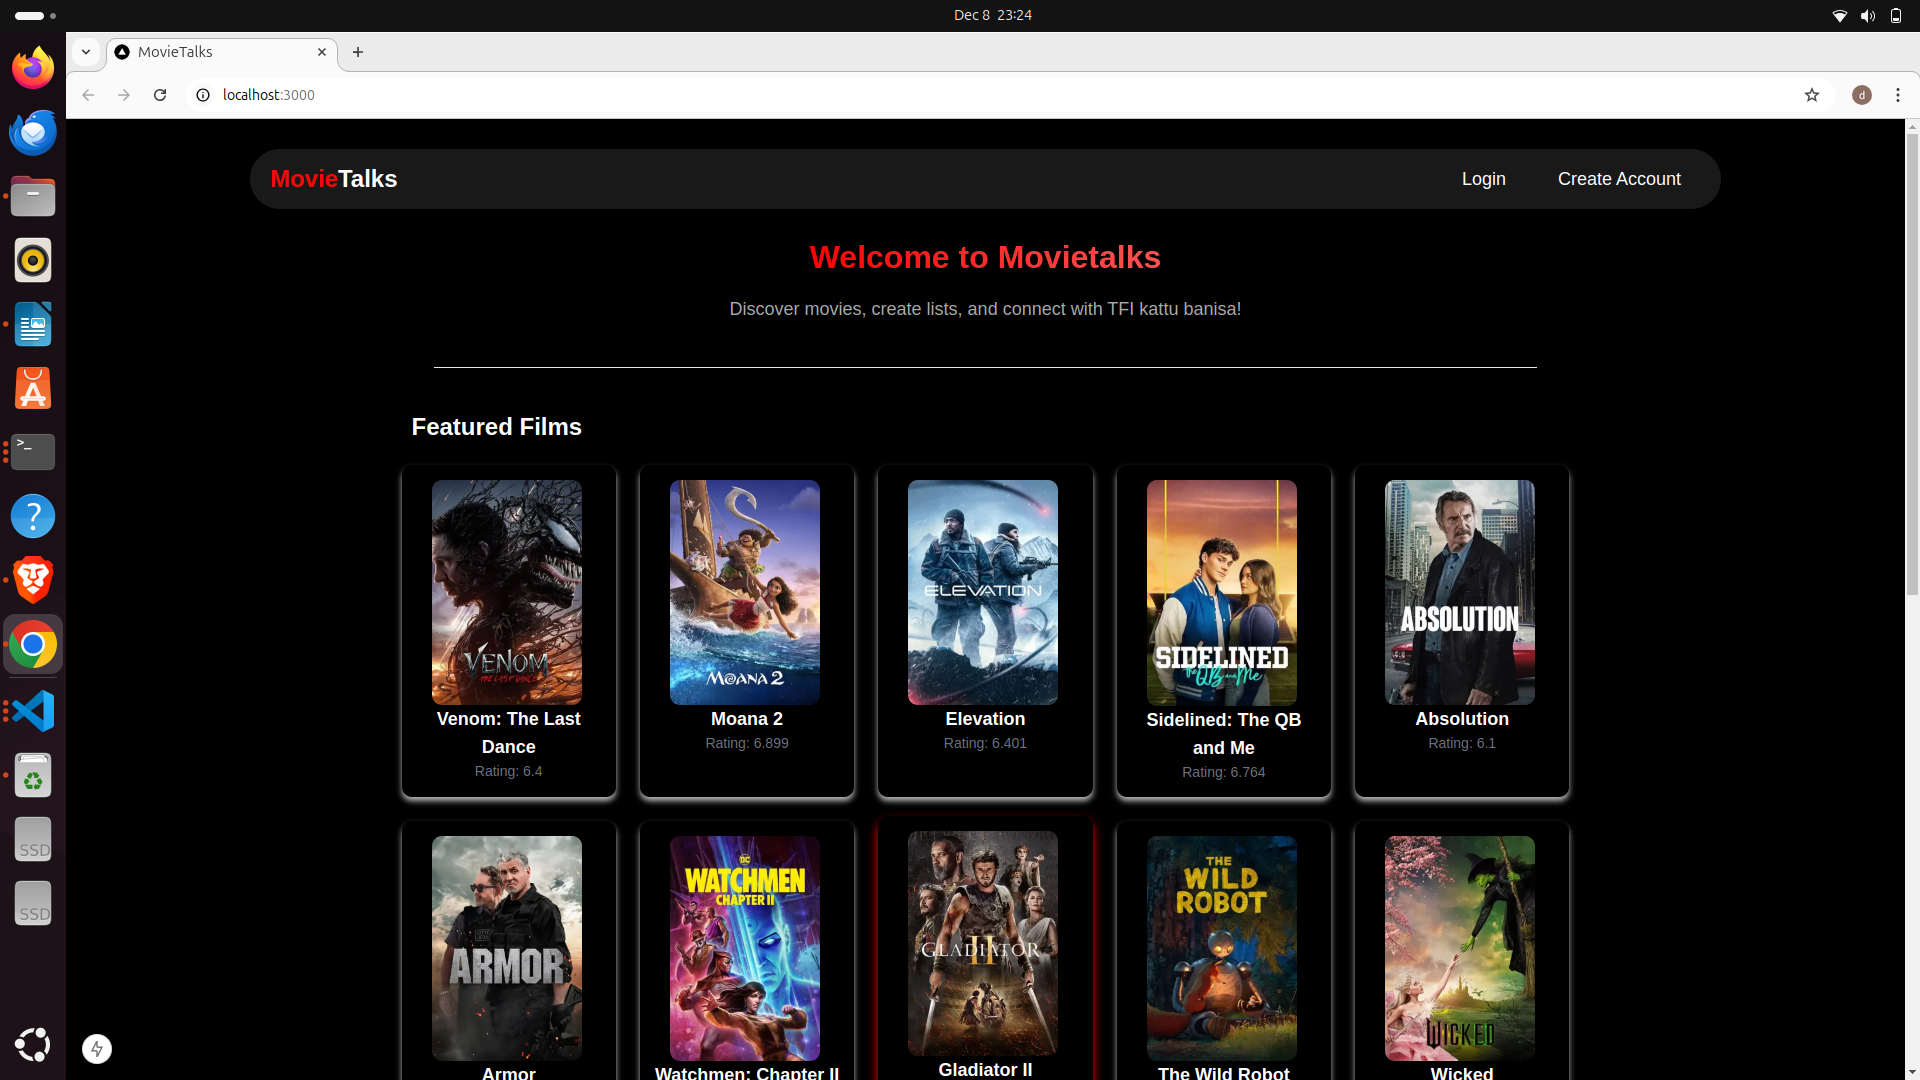 Dec 8 23:24
MovieTalks
localhost:3000
d
MovieTalks
Login
Create Account
Welcome to Movietalks
Discover movies, create lists, and connect with TFI kattu banisa!
Featured Films
VENOM
THE LAST DANCE
MOANA 2
ELEVATION
SIDELINED
the QB and Me
ABSOLUTION
Venom: The Last
Dance
Rating: 6.4
Moana 2
Rating: 6.899
Elevation
Rating: 6.401
Sidelined: The QB
and Me
Rating: 6.764
Absolution
Rating: 6.1
ARMOR
DC
WATCHMEN
CHAPTER II
GLADIATOR
II
THE
WILD
ROBOT
WICKED
Armor
Watchmen: Chapter II
Gladiator II
The Wild Robot
Wicked
>_
?
SSD
SSD